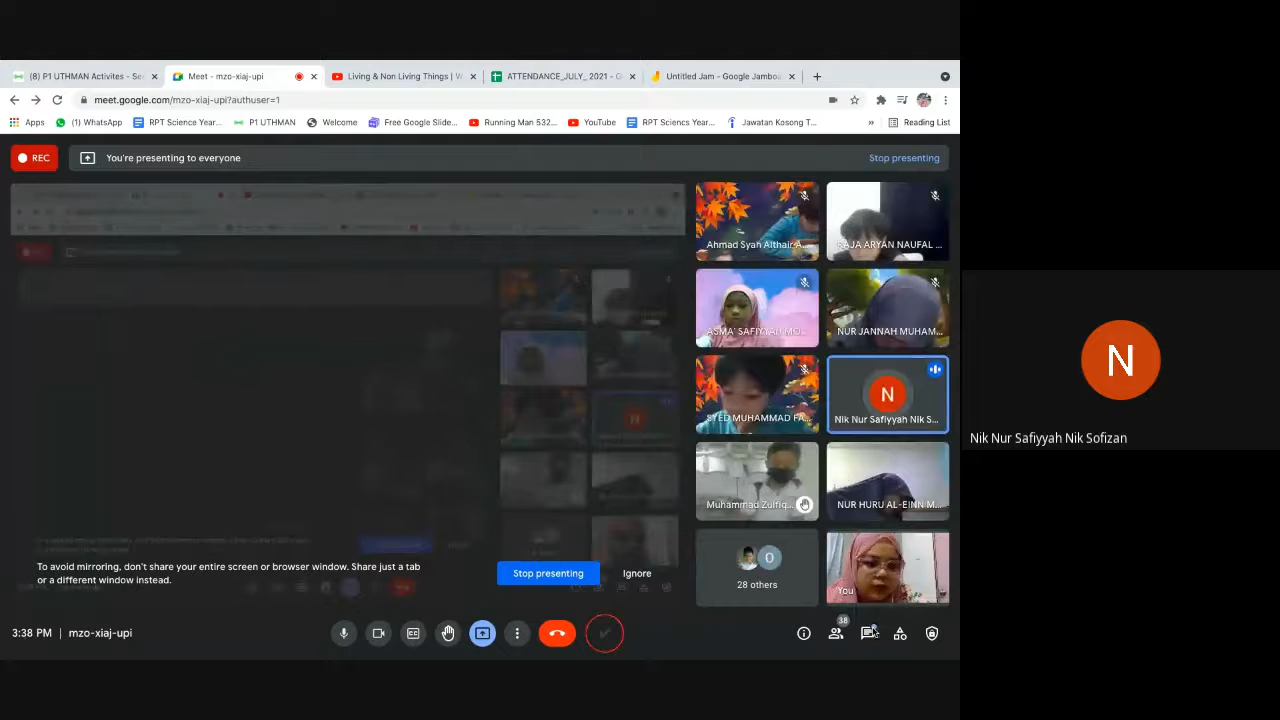 (8) P1 UTHMAN Activites - Se
Meet - mzo-xiaj-upi
Living & Non Living Things | W
ATTENDANCE_JULY_ 2021 - G
Untitled Jam - Google Jamboa
meet.google.com/mzo-xiaj-upi?authuser=1
Apps
(1) WhatsApp
RPT Science Year...
P1 UTHMAN
Welcome
Free Google Slide...
Running Man 532...
YouTube
RPT Sciencs Year...
Jawatan Kosong T...
»
Reading List
REC
You're presenting to everyone
Stop presenting
Ahmad Syah Althair A...
RAJA ARYAN NAUFAL ...
ASMA' SAFIYYAH MO...
NUR JANNAH MUHAM...
SYED MUHAMMAD FA...
N
Nik Nur Safiyyah Nik S...
N
Nik Nur Safiyyah Nik Sofizan
Muhammad Zulfiq...
NUR HURU AL-EINN M...
O
28 others
You
To avoid mirroring, don't share your entire screen or browser window. Share just a tab
or a different window instead.
Stop presenting
Ignore
3:38 PM | mzo-xiaj-upi
38